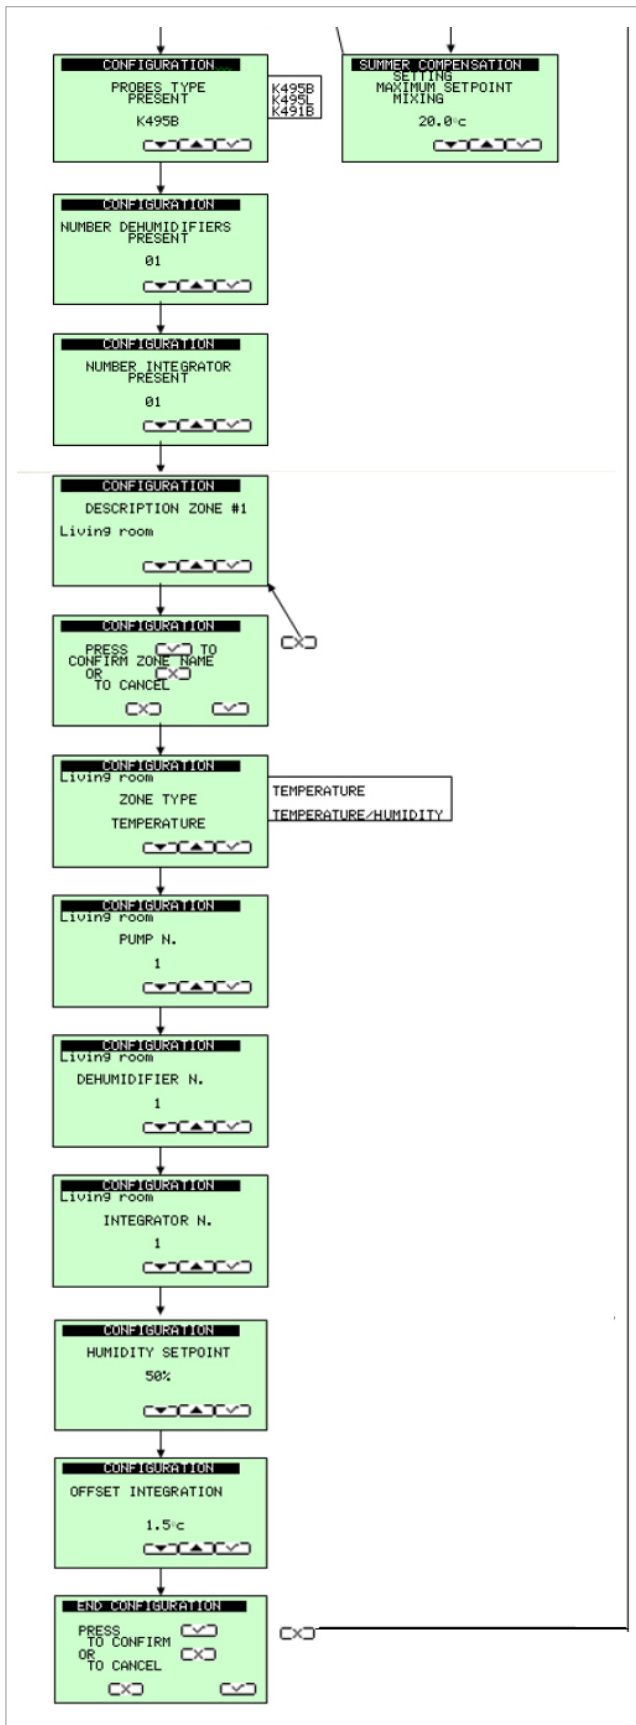 CONFIGURATION
PROBES TYPE
PRESENT
K495B
K495B
K495L
K491B
SUMMER COMPENSATION
SETTING
MAXIMUM SETPOINT
MIXING
20.0°c
CONFIGURATION
NUMBER DEHUMIDIFIERS
PRESENT
01
CONFIGURATION
NUMBER INTEGRATOR
PRESENT
01
CONFIGURATION
DESCRIPTION ZONE #1
Living room
CONFIGURATION
PRESS TO
CONFIRM ZONE NAME
OR
TO CANCEL
CONFIGURATION
Living room
ZONE TYPE
TEMPERATURE
TEMPERATURE
TEMPERATURE/HUMIDITY
CONFIGURATION
Living room
PUMP N.
1
CONFIGURATION
Living room
DEHUMIDIFIER N.
1
CONFIGURATION
Living room
INTEGRATOR N.
1
CONFIGURATION
HUMIDITY SETPOINT
50%
CONFIGURATION
OFFSET INTEGRATION
1.5°c
END CONFIGURATION
PRESS
TO CONFIRM
OR
TO CANCEL